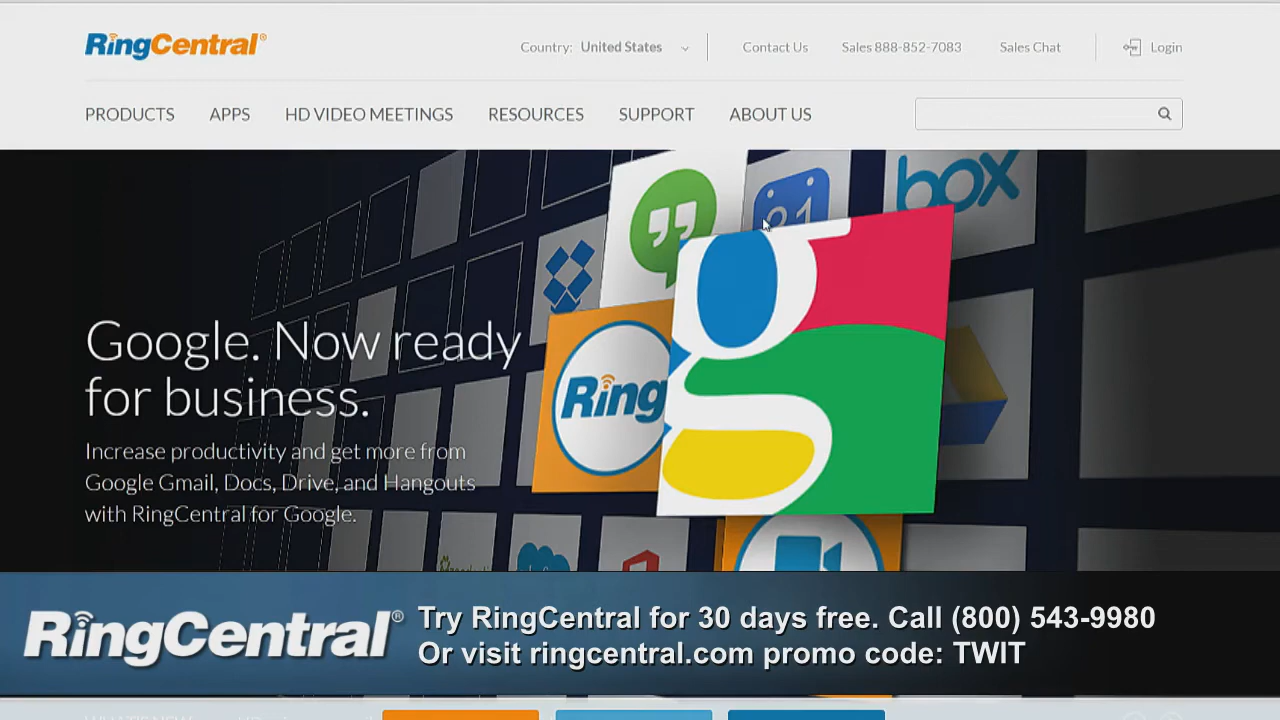 RingCentral®
Country: United States
Contact Us
Sales 888-852-7083
Sales Chat
Login
PRODUCTS
APPS
HD VIDEO MEETINGS
RESOURCES
SUPPORT
ABOUT US
box
31
g
Ring
Google. Now ready
for business.
Increase productivity and get more from
Google Gmail, Docs, Drive, and Hangouts
with RingCentral for Google.
RingCentral®
Try RingCentral for 30 days free. Call (800) 543-9980
Or visit ringcentral.com promo code: TWIT